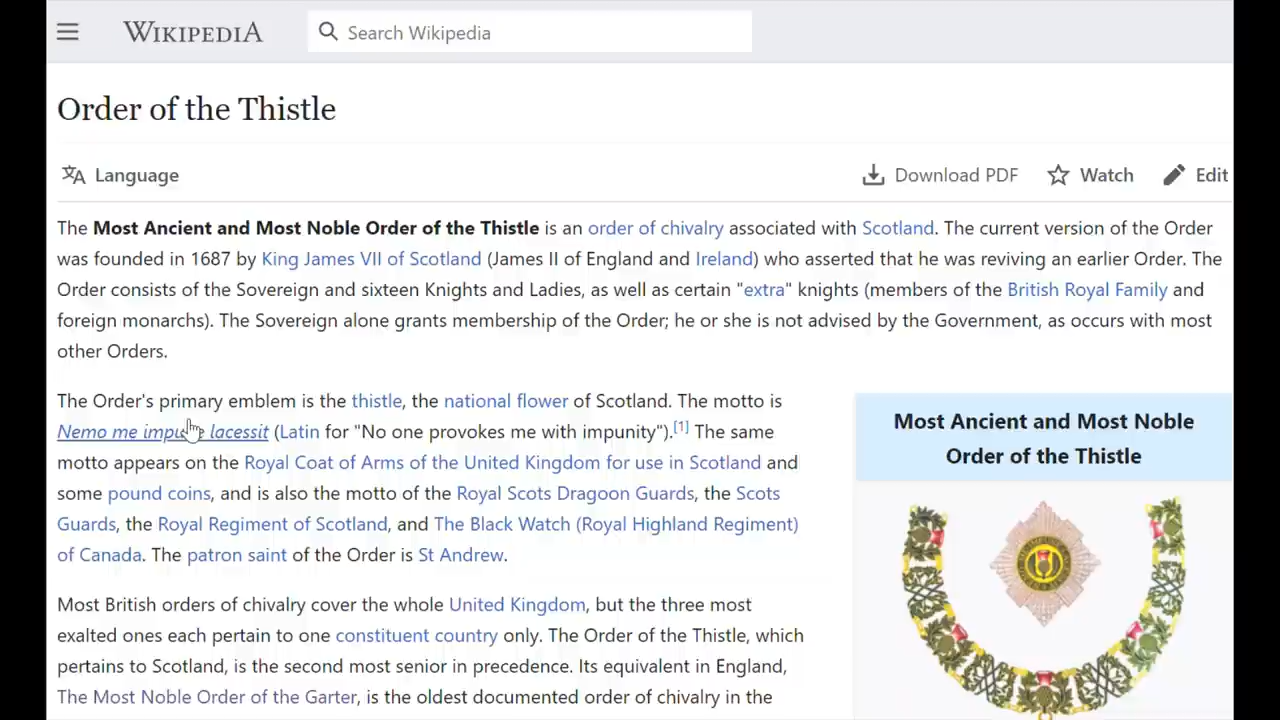 WIKIPEDIA
Search Wikipedia
Order of the Thistle
Language
Download PDF
Watch
Edit
The Most Ancient and Most Noble Order of the Thistle is an order of chivalry associated with Scotland. The current version of the Order
was founded in 1687 by King James VII of Scotland (James II of England and Ireland) who asserted that he was reviving an earlier Order. The
Order consists of the Sovereign and sixteen Knights and Ladies, as well as certain "extra" knights (members of the British Royal Family and
foreign monarchs). The Sovereign alone grants membership of the Order; he or she is not advised by the Government, as occurs with most
other Orders.
The Order's primary emblem is the thistle, the national flower of Scotland. The motto is
Nemo me impune lacessit (Latin for "No one provokes me with impunity").[1] The same
motto appears on the Royal Coat of Arms of the United Kingdom for use in Scotland and
some pound coins, and is also the motto of the Royal Scots Dragoon Guards, the Scots
Guards, the Royal Regiment of Scotland, and The Black Watch (Royal Highland Regiment)
of Canada. The patron saint of the Order is St Andrew.
Most British orders of chivalry cover the whole United Kingdom, but the three most
exalted ones each pertain to one constituent country only. The Order of the Thistle, which
pertains to Scotland, is the second most senior in precedence. Its equivalent in England,
The Most Noble Order of the Garter, is the oldest documented order of chivalry in the
Most Ancient and Most Noble
Order of the Thistle